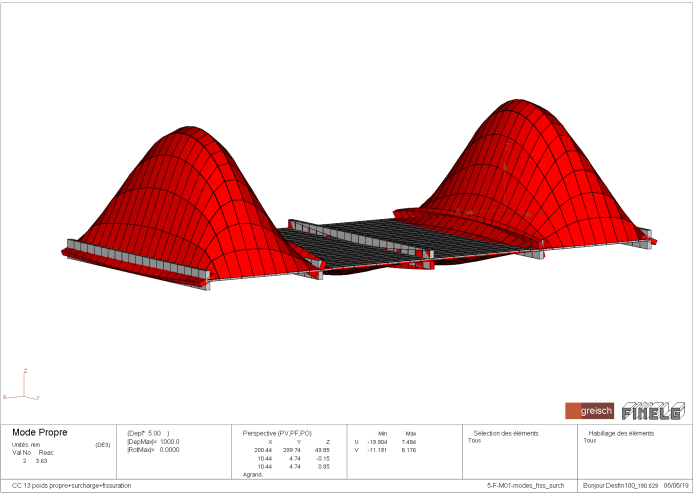 Z
X
Y
greisch
FINELG
Mode Propre
Unités: mm (DE3)
Val No Reac
2 3.63
(Depl* 5.00 )
|DepMax|= 1000.0
|RotMax|= 0.0000
Perspective (PV,PF,PO)
X Y Z
200.44 299.74 49.85
10.44 4.74 -0.15
10.44 4.74 0.85
Agrand.
Min Max
U -19.904 7.484
V -11.191 8.176
Sélection des éléments
Tous
Habillage des éléments
Tous
CC 13 poids propre+surcharge+fissuration
5-F-M01-modes_fiss_surch
Bonjour Desfin100_190.529 06/06/19